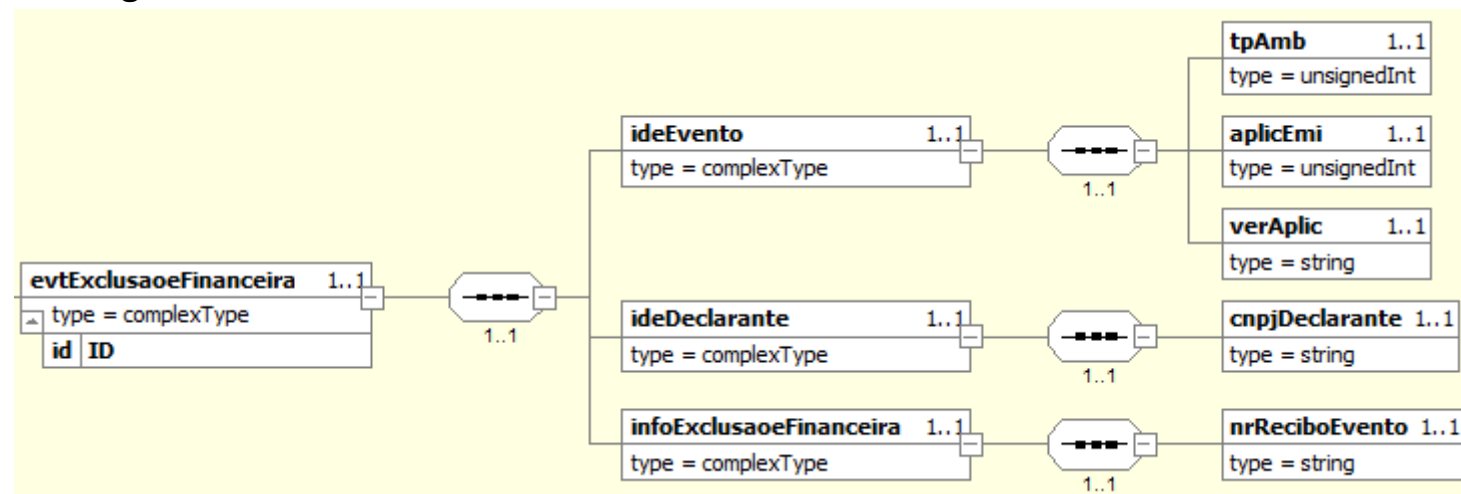 tpAmb 1..1
type = unsignedInt
ideEvento 1..1
type = complexType
1..1
aplicEmi 1..1
type = unsignedInt
verAplic 1..1
type = string
evtExclusaoeFinanceira 1..1
type = complexType
id ID
1..1
ideDeclarante 1..1
type = complexType
1..1
cnpjDeclarante 1..1
type = string
infoExclusaoeFinanceira 1..1
type = complexType
1..1
nrReciboEvento 1..1
type = string